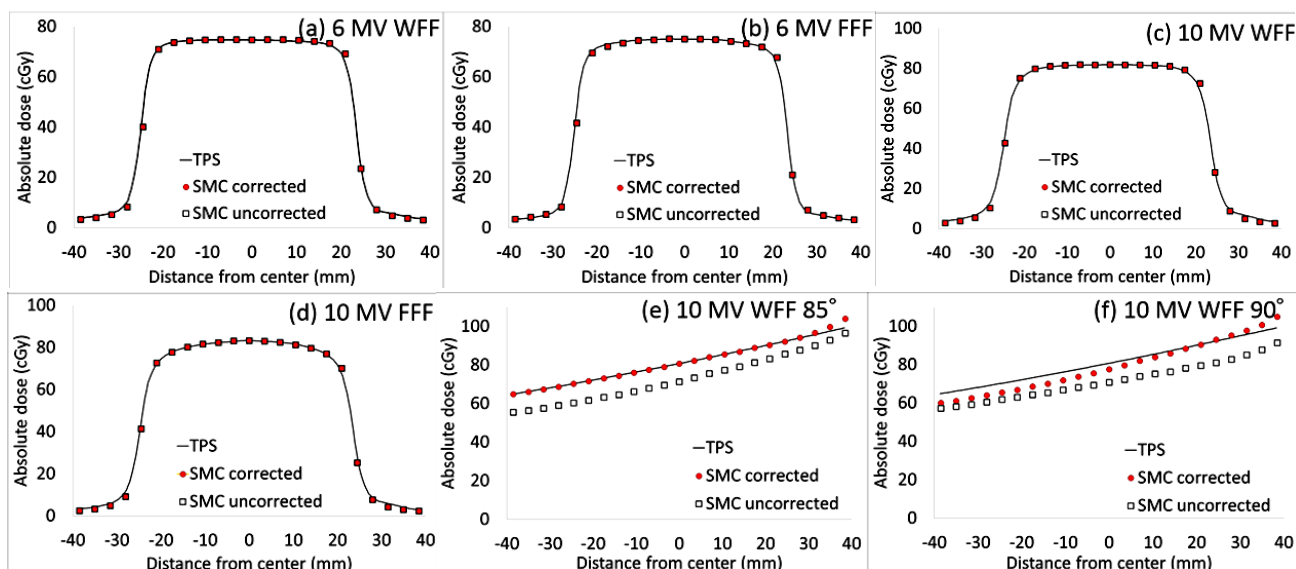 (a) 6 MV WFF
Absolute dose (cGy)
80
60
40
20
0
TPS
SMC corrected
SMC uncorrected
-40 -30 -20 -10 0 10 20 30 40
Distance from center (mm)
(b) 6 MV FFF
Absolute dose (cGy)
80
60
40
20
0
TPS
SMC corrected
SMC uncorrected
-40 -30 -20 -10 0 10 20 30 40
Distance from center (mm)
(c) 10 MV WFF
Absolute dose (cGy)
100
80
60
40
20
0
TPS
SMC corrected
SMC uncorrected
-40 -30 -20 -10 0 10 20 30 40
Distance from center (mm)
(d) 10 MV FFF
Absolute dose (cGy)
100
80
60
40
20
0
TPS
SMC corrected
SMC uncorrected
-40 -30 -20 -10 0 10 20 30 40
Distance from center (mm)
(e) 10 MV WFF 85°
Absolute dose (cGy)
100
80
60
40
20
0
TPS
SMC corrected
SMC uncorrected
-40 -30 -20 -10 0 10 20 30 40
Distance from center (mm)
(f) 10 MV WFF 90°
Absolute dose (cGy)
100
80
60
40
20
0
TPS
SMC corrected
SMC uncorrected
-40 -30 -20 -10 0 10 20 30 40
Distance from center (mm)